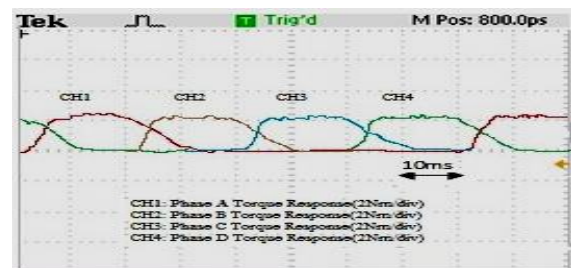 Tek T Trig'd M Pos: 800.0ps
CH1 CH2 CH3 CH4
10ms
CH1: Phase A Torque Response(2Nm/div)
CH2: Phase B Torque Response(2Nm/div)
CH3: Phase C Torque Response(2Nm/div)
CH4: Phase D Torque Response(2Nm/div)